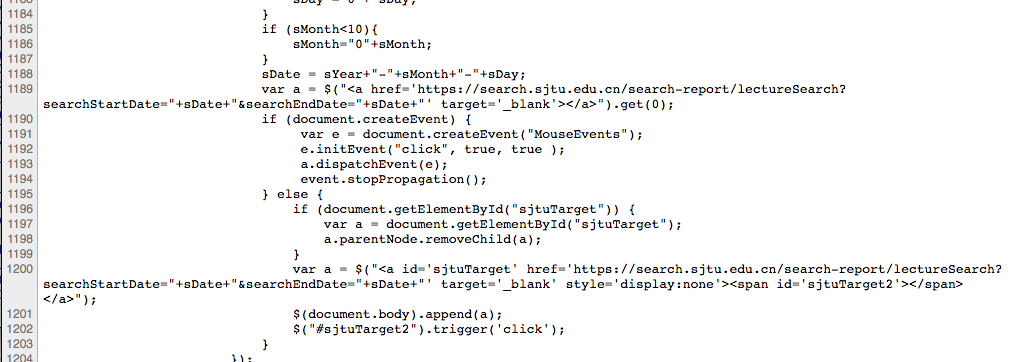 1184 }
1185 if (sMonth<10){
1186 sMonth="0"+sMonth;
1187 }
1188 sDate = sYear+"-"+sMonth+"-"+sDay;
1189 var a = $("<a href='https://search.sjtu.edu.cn/search-report/lectureSearch?
searchStartDate="+sDate+"&searchEndDate="+sDate+"' target='_blank'></a>").get(0);
1190 if (document.createEvent) {
1191 var e = document.createEvent("MouseEvents");
1192 e.initEvent("click", true, true );
1193 a.dispatchEvent(e);
1194 event.stopPropagation();
1195 } else {
1196 if (document.getElementById("sjtuTarget")) {
1197 var a = document.getElementById("sjtuTarget");
1198 a.parentNode.removeChild(a);
1199 }
1200 var a = $("<a id='sjtuTarget' href='https://search.sjtu.edu.cn/search-report/lectureSearch?
searchStartDate="+sDate+"&searchEndDate="+sDate+"' target='_blank' style='display:none'><span id='sjtuTarget2'></span>
</a>");
1201 $(document.body).append(a);
1202 $("#sjtuTarget2").trigger('click');
1203 }
1204 });